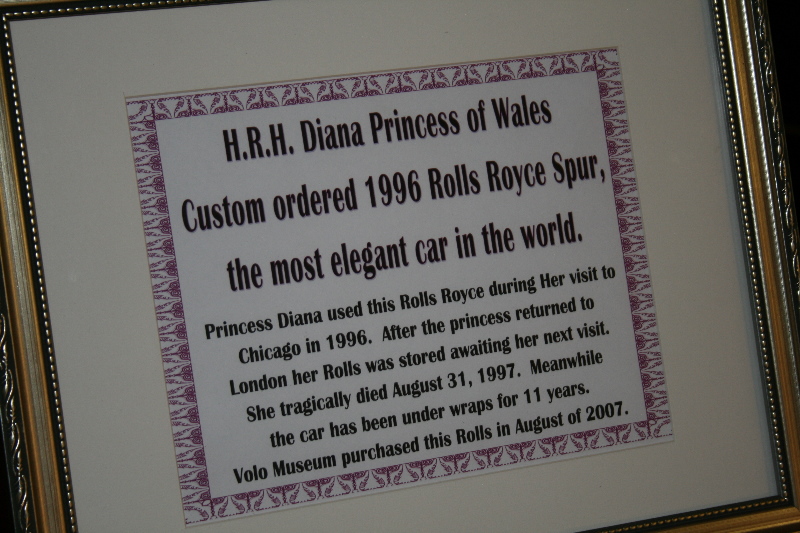 H.R.H. Diana Princess of Wales
Custom ordered 1996 Rolls Royce Spur,
the most elegant car in the world.
Princess Diana used this Rolls Royce during Her visit to
Chicago in 1996. After the princess returned to
London her Rolls was stored awaiting her next visit.
She tragically died August 31, 1997. Meanwhile
the car has been under wraps for 11 years.
Volo Museum purchased this Rolls in August of 2007.